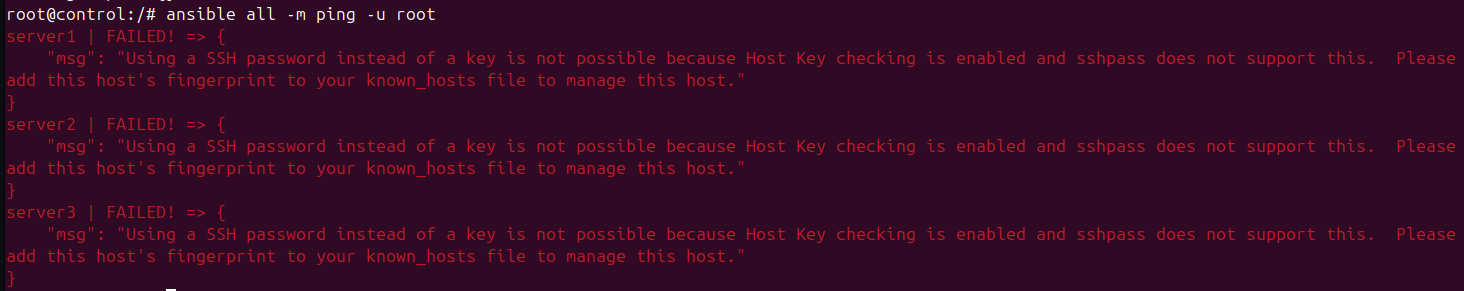 root@control:/# ansible all -m ping -u root
server1 | FAILED! => {
    "msg": "Using a SSH password instead of a key is not possible because Host Key checking is enabled and sshpass does not support this.  Please
add this host's fingerprint to your known_hosts file to manage this host."
}
server2 | FAILED! => {
    "msg": "Using a SSH password instead of a key is not possible because Host Key checking is enabled and sshpass does not support this.  Please
add this host's fingerprint to your known_hosts file to manage this host."
}
server3 | FAILED! => {
    "msg": "Using a SSH password instead of a key is not possible because Host Key checking is enabled and sshpass does not support this.  Please
add this host's fingerprint to your known_hosts file to manage this host."
}